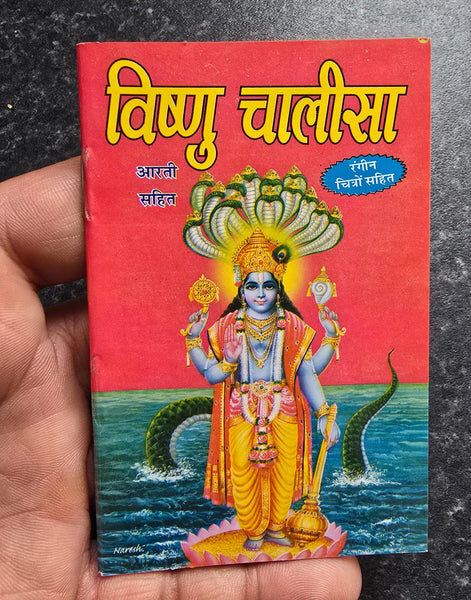 विष्णु चालीसा
आरती
सहित
रंगीन
चित्रों सहित
Naresh.